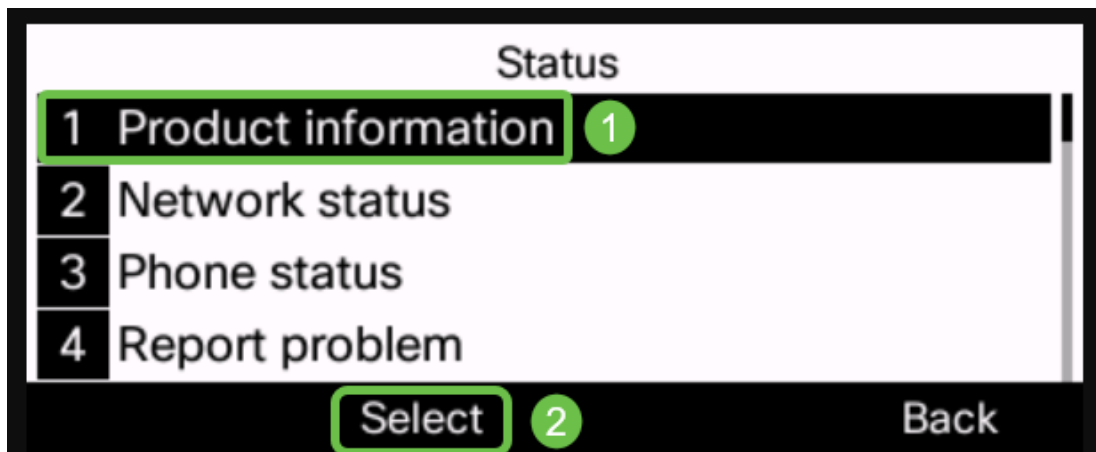 Status
1 Product information 1
2 Network status
3 Phone status
4 Report problem
Select 2 Back